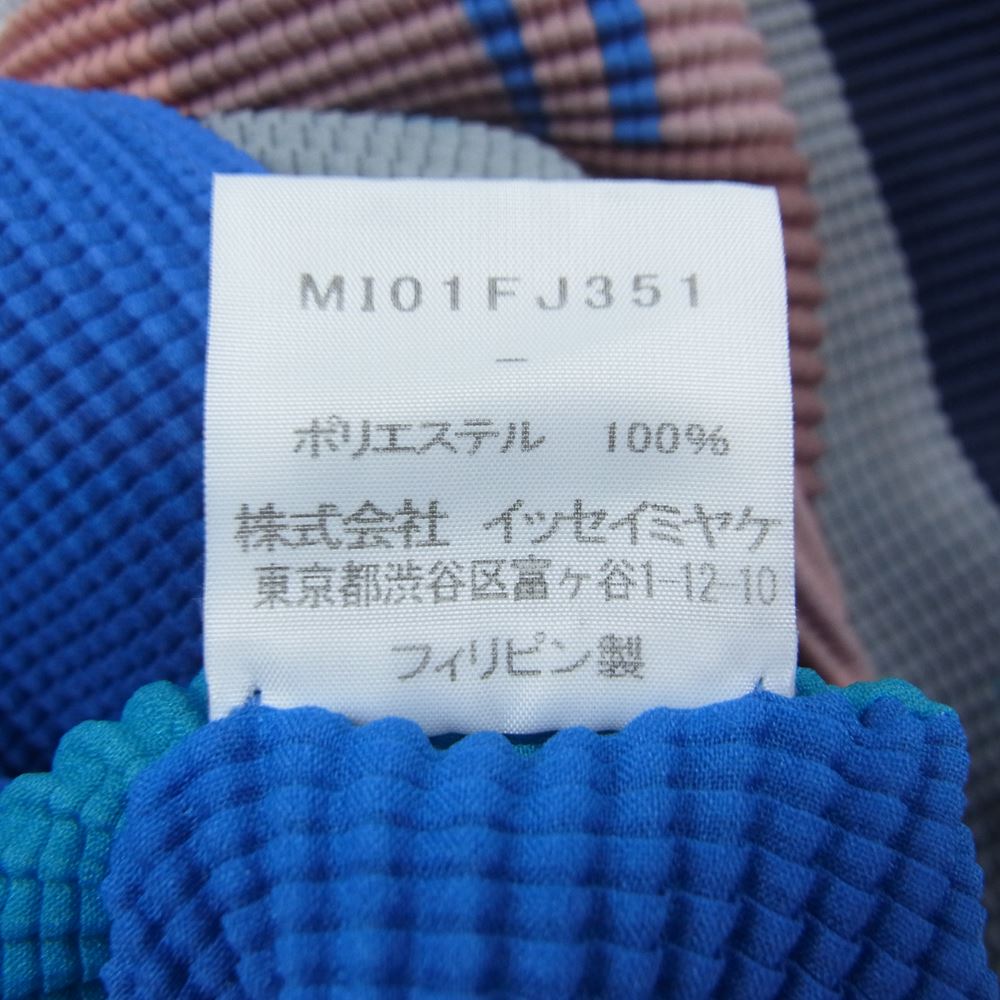 MI01FJ351
—
ポリエステル 100%
株式会社 イッセイミヤケ
東京都渋谷区富ヶ谷1-12-10
フィリピン製